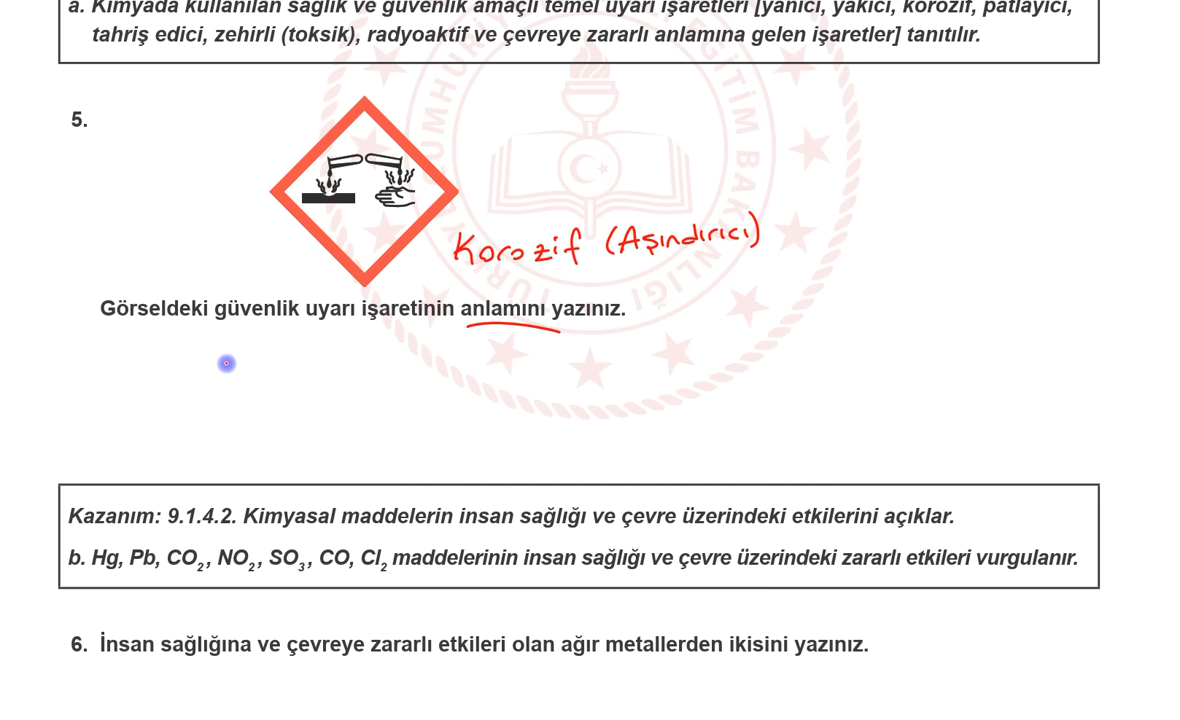 a. Kimyada kullanılan sağlık ve güvenlik amaçlı temel uyarı işaretleri [yanıcı, yakıcı, korozif, patlayıcı,
tahriş edici, zehirli (toksik), radyoaktif ve çevreye zararlı anlamına gelen işaretler] tanıtılır.
5.
Korozif (Aşındırıcı)
Görseldeki güvenlik uyarı işaretinin anlamını yazınız.
Kazanım: 9.1.4.2. Kimyasal maddelerin insan sağlığı ve çevre üzerindeki etkilerini açıklar.
b. Hg, Pb, CO₂, NO₂, SO₃, CO, Cl₂ maddelerinin insan sağlığı ve çevre üzerindeki zararlı etkileri vurgulanır.
6. İnsan sağlığına ve çevreye zararlı etkileri olan ağır metallerden ikisini yazınız.